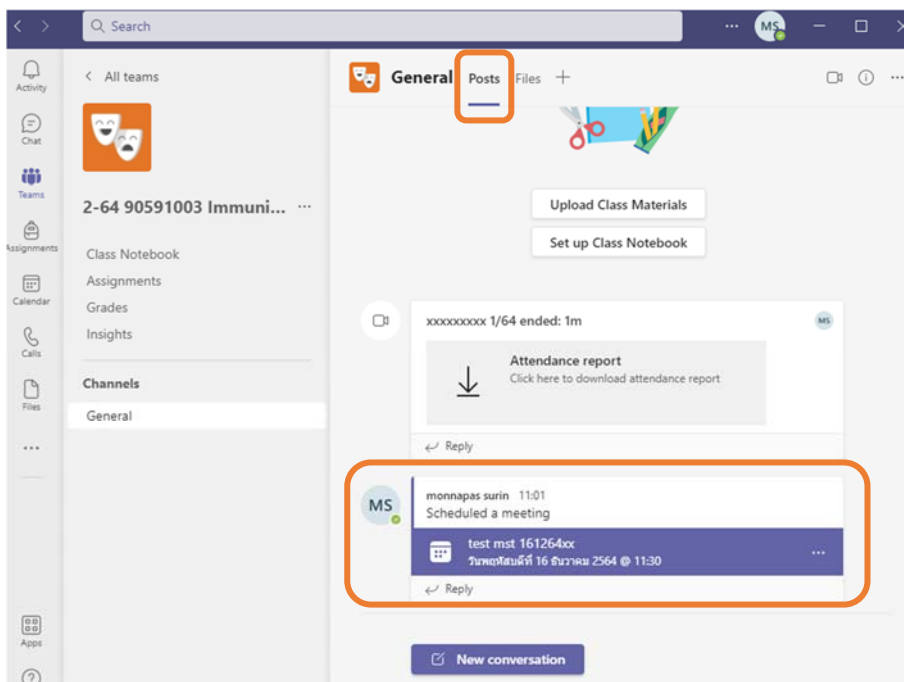 Search
MS
Activity
Chat
Teams
Assignments
Calendar
Calls
Files
Apps
All teams
2-64 90591003 Immuni...
Class Notebook
Assignments
Grades
Insights
Channels
General
General Posts Files
Upload Class Materials
Set up Class Notebook
xxxxxxxxx 1/64 ended: 1m
MS
Attendance report
Click here to download attendance report
Reply
MS
monnapas surin 11:01
Scheduled a meeting
test mst 161264xx
วันพฤหัสบดีที่ 16 ธันวาคม 2564 @ 11:30
Reply
New conversation